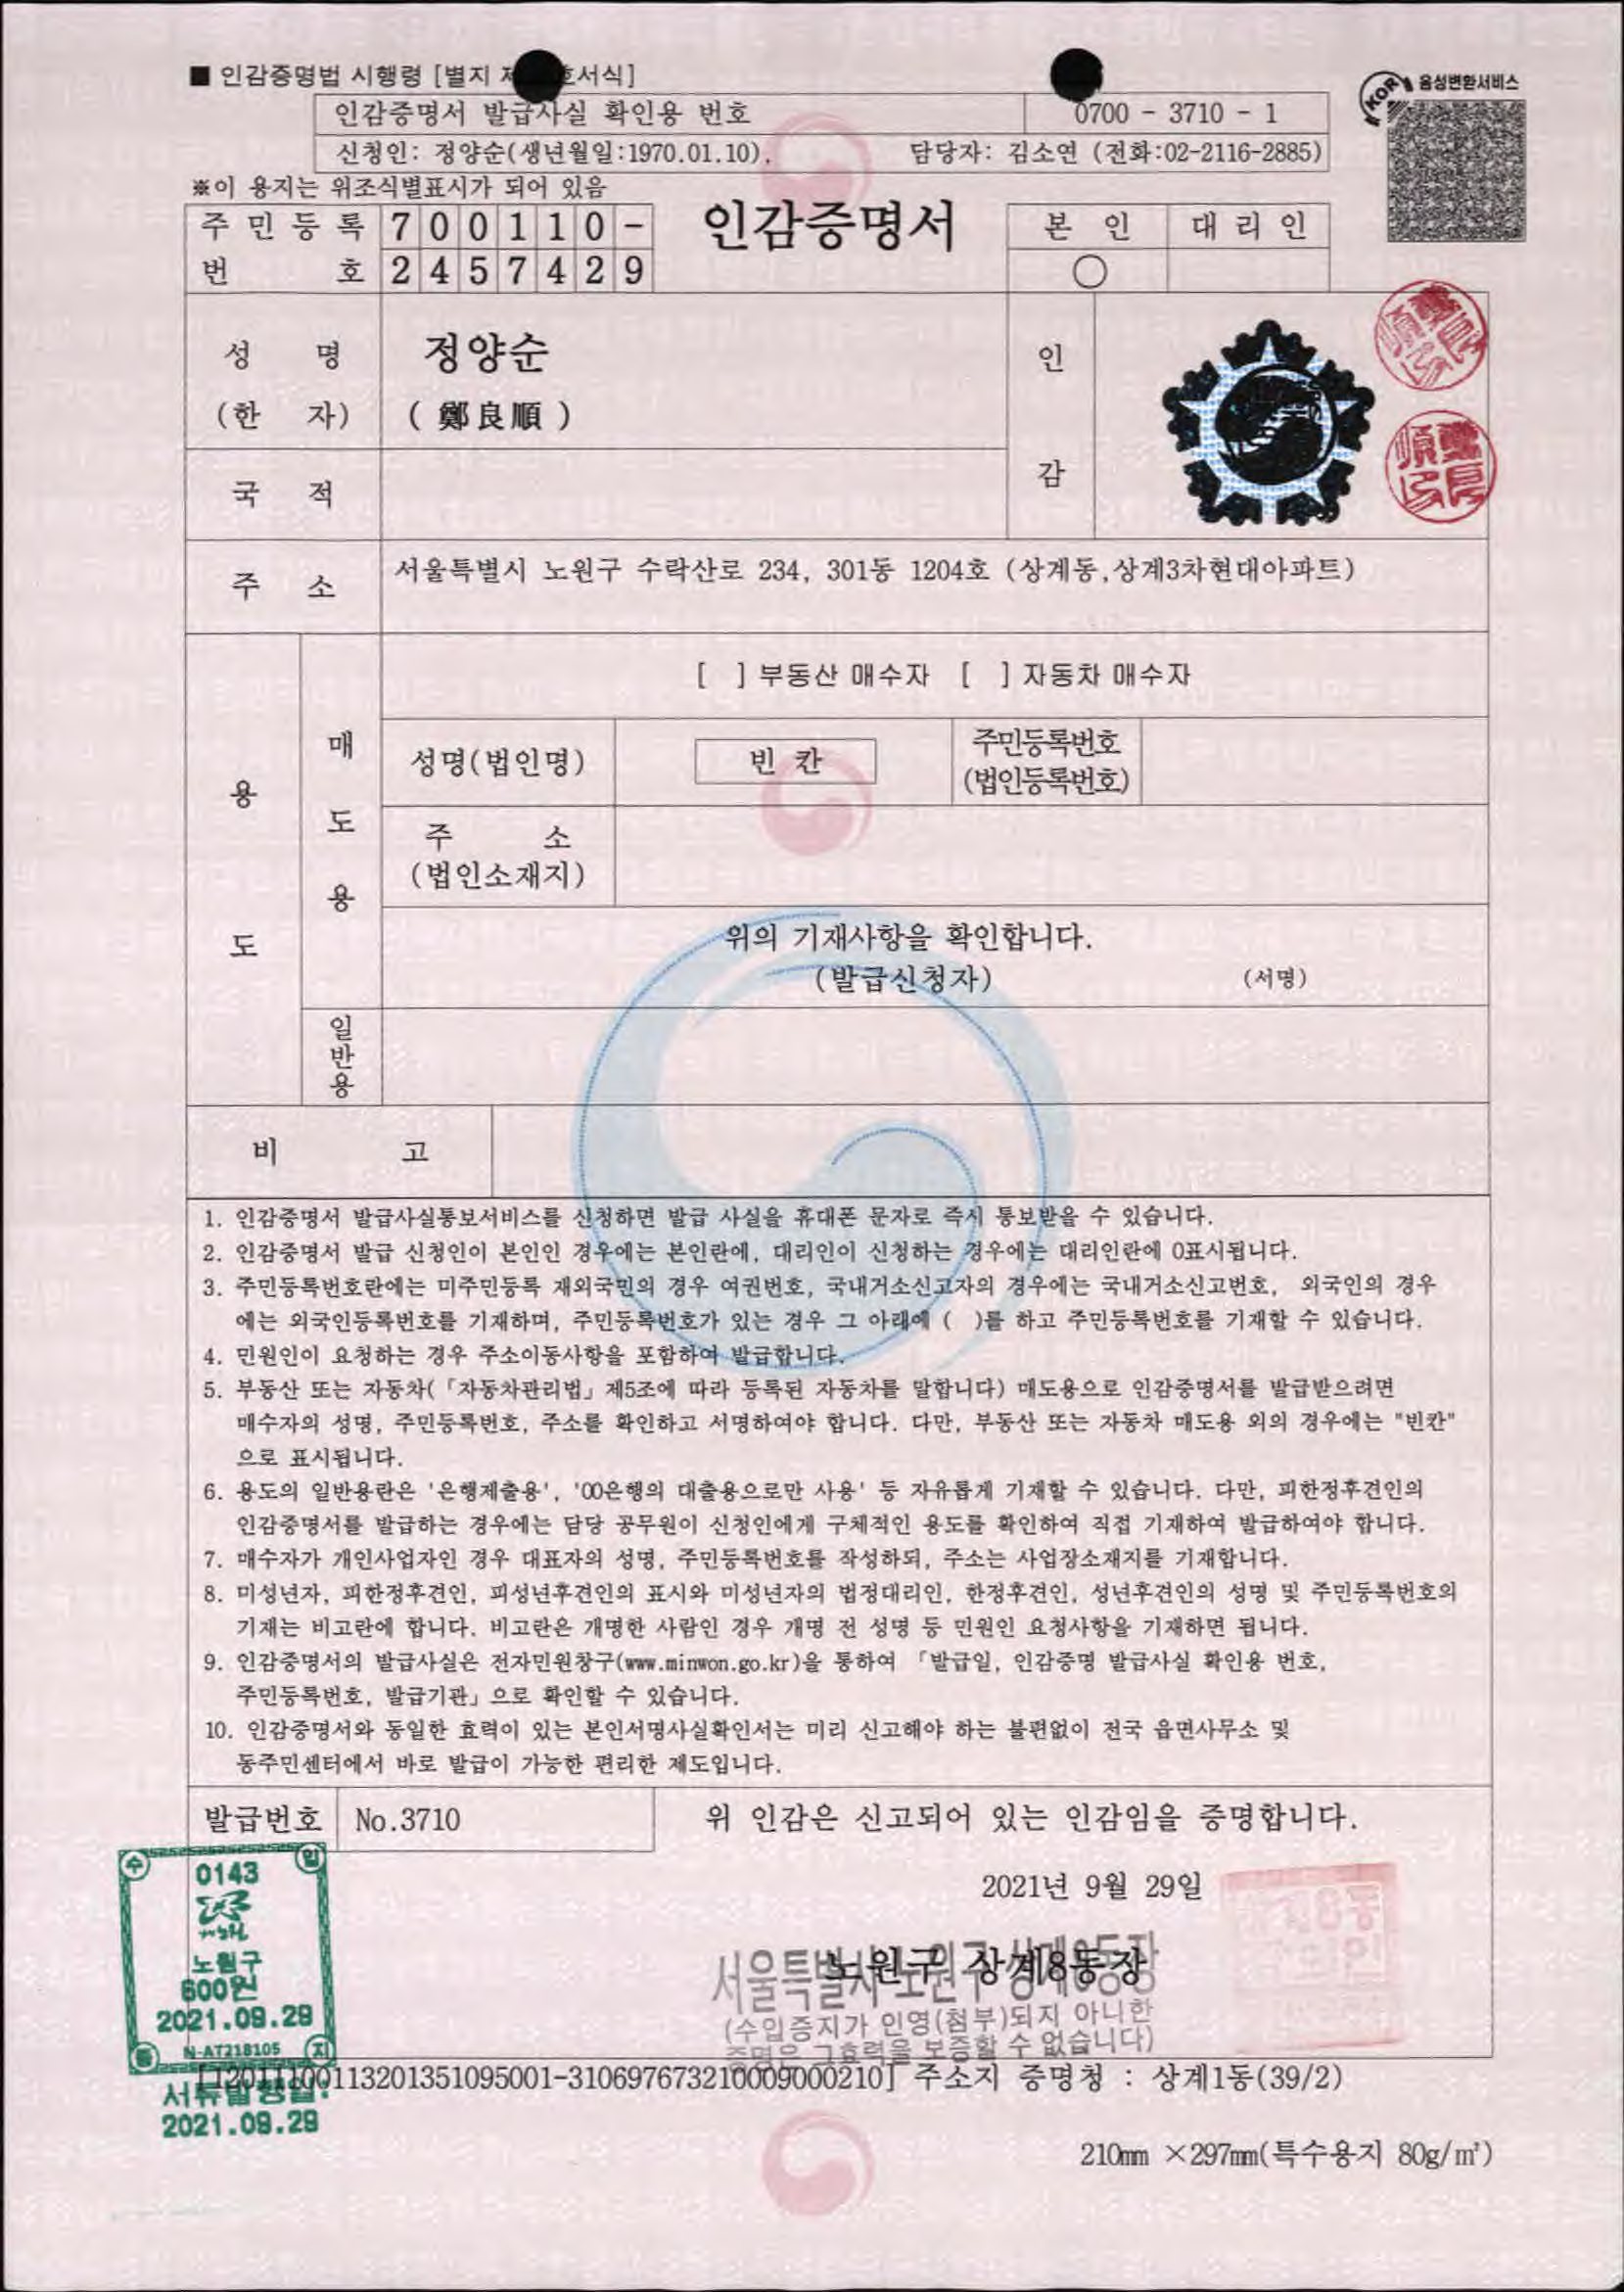 ■ 인감증명법 시행령 [별지 호서식]
음성변환서비스
KOR
인감증명서 발급사실 확인용 번호 0700 - 3710 - 1
신청인: 정양순(생년월일:1970.01.10), 담당자: 김소연 (전화:02-2116-2885)
※이 용지는 위조식별표시가 되어 있음
주민등록 700110-
번 호 2457429
인감증명서
본 인 대리인
○
성 명 정양순
(한 자) (鄭良順)
인
감
국 적
주 소 서울특별시 노원구 수락산로 234, 301동 1204호 (상계동,상계3차현대아파트)
용
도
매
도
용
[ ] 부동산 매수자 [ ] 자동차 매수자
성명(법인명) 빈 칸 주민등록번호
(법인등록번호)
주 소
(법인소재지)
위의 기재사항을 확인합니다.
(발급신청자) (서명)
일
반
용
비 고
1. 인감증명서 발급사실통보서비스를 신청하면 발급 사실을 휴대폰 문자로 즉시 통보받을 수 있습니다.
2. 인감증명서 발급 신청인이 본인인 경우에는 본인란에, 대리인이 신청하는 경우에는 대리인란에 0표시됩니다.
3. 주민등록번호란에는 미주민등록 재외국민의 경우 여권번호, 국내거소신고자의 경우에는 국내거소신고번호, 외국인의 경우
에는 외국인등록번호를 기재하며, 주민등록번호가 있는 경우 그 아래에 ( )를 하고 주민등록번호를 기재할 수 있습니다.
4. 민원인이 요청하는 경우 주소이동사항을 포함하여 발급합니다.
5. 부동산 또는 자동차(「자동차관리법」제5조에 따라 등록된 자동차를 말합니다) 매도용으로 인감증명서를 발급받으려면
매수자의 성명, 주민등록번호, 주소를 확인하고 서명하여야 합니다. 다만, 부동산 또는 자동차 매도용 외의 경우에는 "빈칸"
으로 표시됩니다.
6. 용도의 일반용란은 '은행제출용', '00은행의 대출용으로만 사용' 등 자유롭게 기재할 수 있습니다. 다만, 피한정후견인의
인감증명서를 발급하는 경우에는 담당 공무원이 신청인에게 구체적인 용도를 확인하여 직접 기재하여 발급하여야 합니다.
7. 매수자가 개인사업자인 경우 대표자의 성명, 주민등록번호를 작성하되, 주소는 사업장소재지를 기재합니다.
8. 미성년자, 피한정후견인, 피성년후견인의 표시와 미성년자의 법정대리인, 한정후견인, 성년후견인의 성명 및 주민등록번호의
기재는 비고란에 합니다. 비고란은 개명한 사람인 경우 개명 전 성명 등 민원인 요청사항을 기재하면 됩니다.
9. 인감증명서의 발급사실은 전자민원창구(www.minwon.go.kr)을 통하여 「발급일, 인감증명 발급사실 확인용 번호,
주민등록번호, 발급기관」으로 확인할 수 있습니다.
10. 인감증명서와 동일한 효력이 있는 본인서명사실확인서는 미리 신고해야 하는 불편없이 전국 읍면사무소 및
동주민센터에서 바로 발급이 가능한 편리한 제도입니다.
발급번호 No.3710 위 인감은 신고되어 있는 인감임을 증명합니다.
2021년 9월 29일
노원구 상계8동장
서울특별시 노원구 상계8동장
(수입증지가 인영(첨부)되지 아니한
증명은 그효력을 보증할 수 없습니다)
수 입
0143
노원구
600원
2021.09.29
N-AT218105
증 지
서류발행일:
2021.09.29
주소지 증명청 : 상계1동(39/2)
210mm ×297mm(특수용지 80g/㎡)